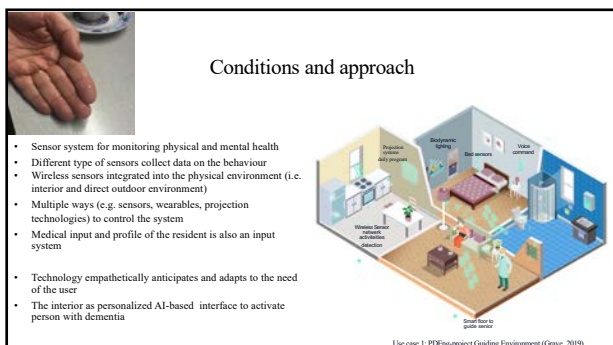 Conditions and approach
• Sensor system for monitoring physical and mental health
• Different type of sensors collect data on the behaviour
• Wireless sensors integrated into the physical environment (i.e.
interior and direct outdoor environment)
• Multiple ways (e.g. sensors, wearables, projection
technologies) to control the system
• Medical input and profile of the resident is also an input
system
• Technology empathetically anticipates and adapts to the need
of the user
• The interior as personalized AI-based interface to activate
person with dementia
Projection
systems
daily program
Biodynamic
lighting
Bed sensors
Voice
command
Wireless Sensor
network
activities
detection
Smart floor to
guide senior
Use case 1: PDEng-project Guiding Environment (Grave, 2019)